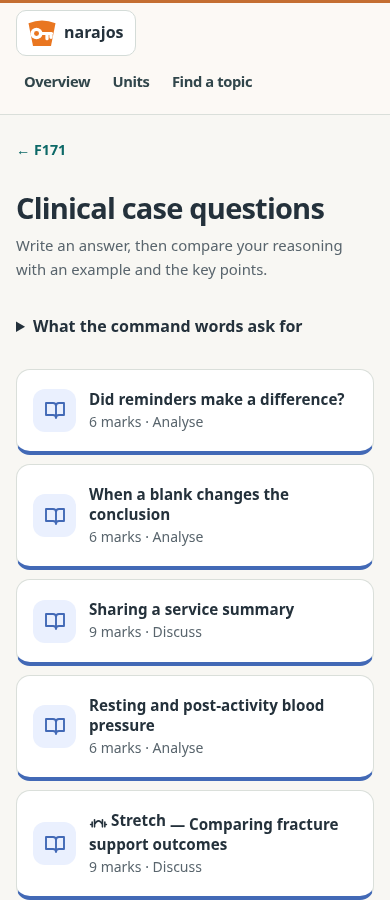 narajos
Overview Units Find a topic
← F171
Clinical case questions
Write an answer, then compare your reasoning
with an example and the key points.
▶ What the command words ask for
Did reminders make a difference?
6 marks · Analyse
When a blank changes the
conclusion
6 marks · Analyse
Sharing a service summary
9 marks · Discuss
Resting and post-activity blood
pressure
6 marks · Analyse
Stretch — Comparing fracture
support outcomes
9 marks · Discuss